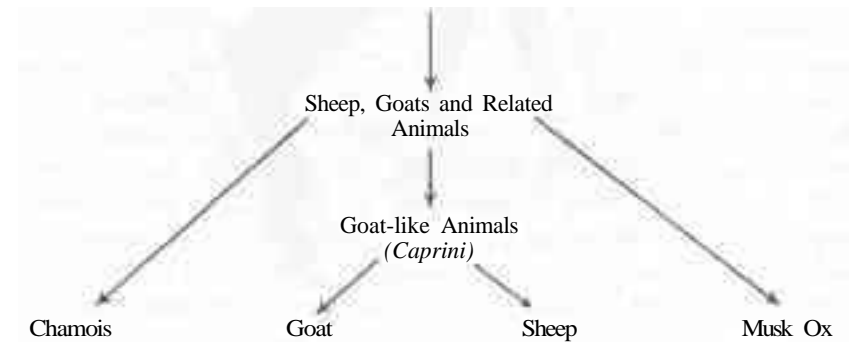 Sheep, Goats and Related
Animals
Goat-like Animals
(Caprini)
Chamois Goat Sheep Musk Ox